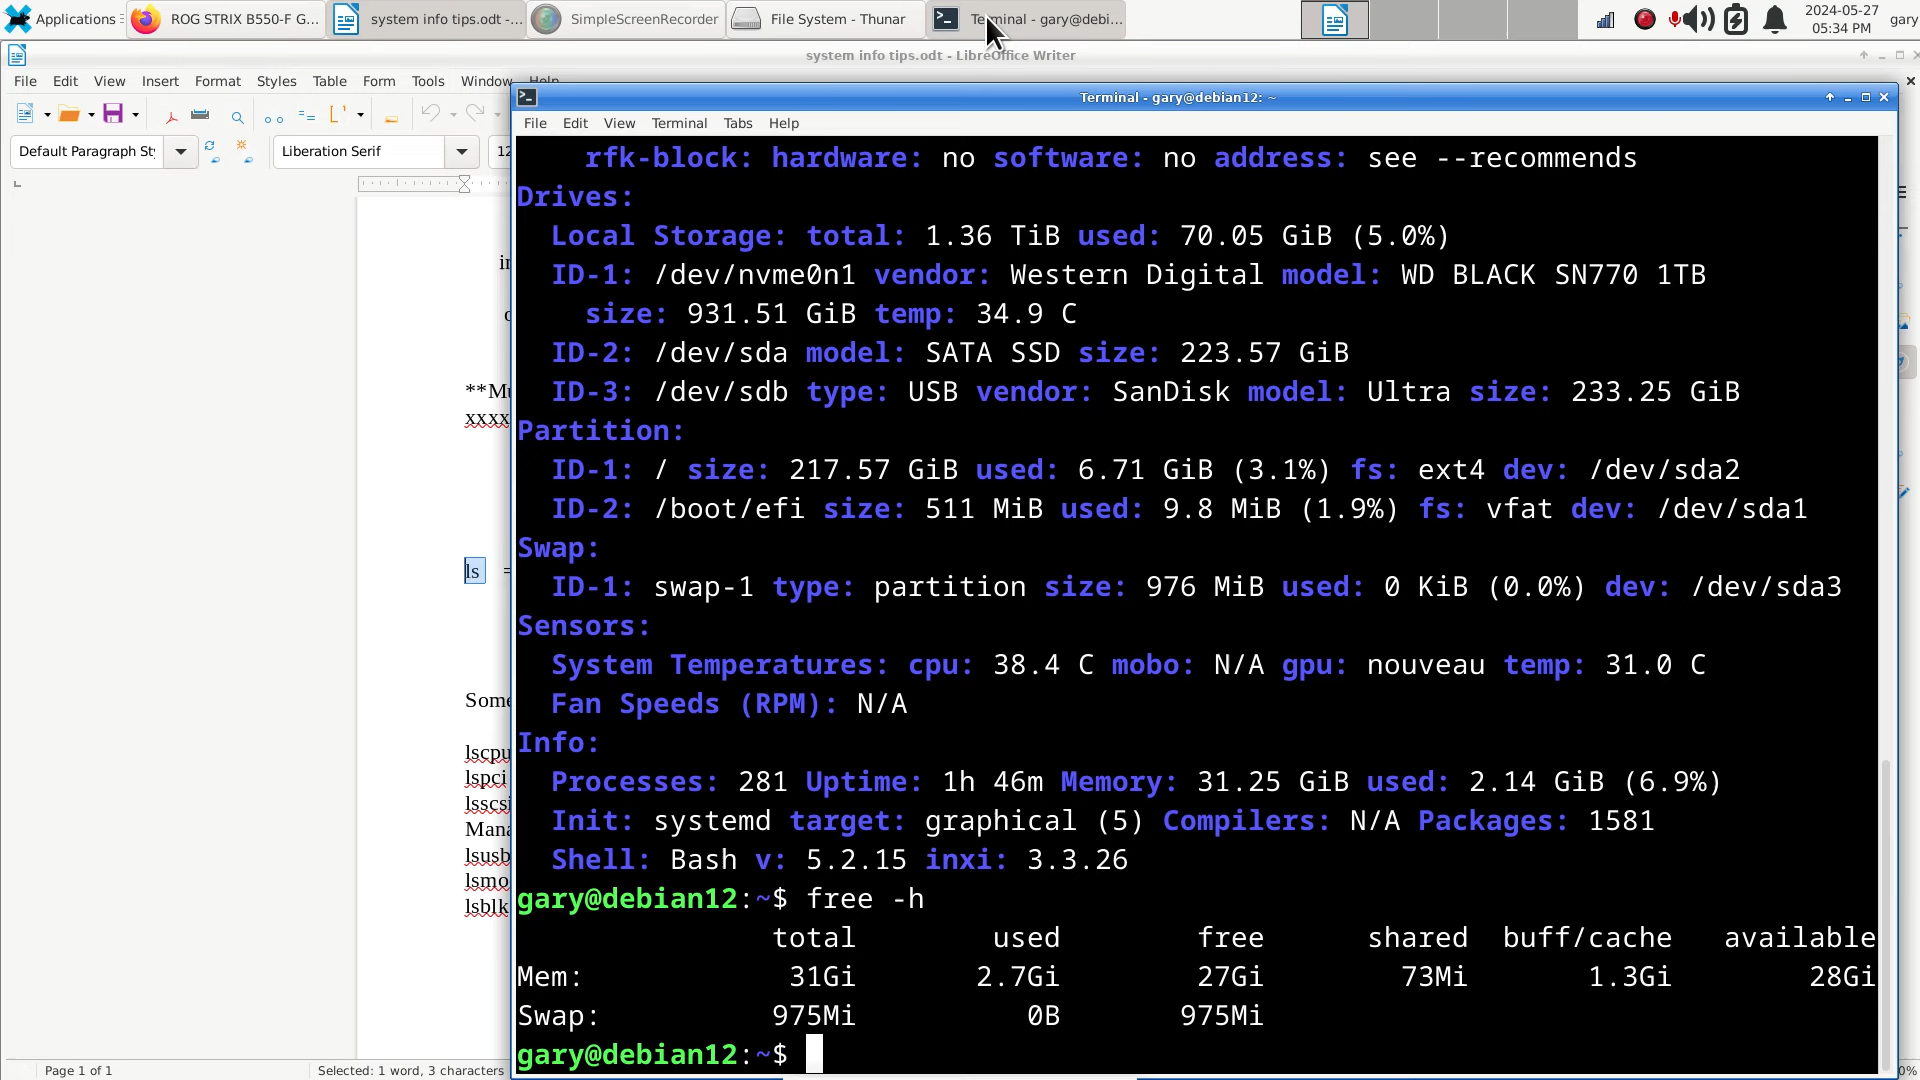 Applications
ROG STRIX B550-F G...
system info tips.odt -...
SimpleScreenRecorder
File System - Thunar
Terminal - gary@debi...
2024-05-27
05:34 PM
gary
system info tips.odt - LibreOffice Writer
File Edit View Insert Format Styles Table Form Tools Window Help
Default Paragraph St
Liberation Serif
12
**Mu
xxxx
ls =
Some
lscpu
lspci
lsscsi
Mana
lsusb
lsmo
lsblk
Page 1 of 1
Selected: 1 word, 3 characters
0%
Terminal - gary@debian12: ~
File Edit View Terminal Tabs Help
rfk-block: hardware: no software: no address: see --recommends
Drives:
Local Storage: total: 1.36 TiB used: 70.05 GiB (5.0%)
ID-1: /dev/nvme0n1 vendor: Western Digital model: WD BLACK SN770 1TB
size: 931.51 GiB temp: 34.9 C
ID-2: /dev/sda model: SATA SSD size: 223.57 GiB
ID-3: /dev/sdb type: USB vendor: SanDisk model: Ultra size: 233.25 GiB
Partition:
ID-1: / size: 217.57 GiB used: 6.71 GiB (3.1%) fs: ext4 dev: /dev/sda2
ID-2: /boot/efi size: 511 MiB used: 9.8 MiB (1.9%) fs: vfat dev: /dev/sda1
Swap:
ID-1: swap-1 type: partition size: 976 MiB used: 0 KiB (0.0%) dev: /dev/sda3
Sensors:
System Temperatures: cpu: 38.4 C mobo: N/A gpu: nouveau temp: 31.0 C
Fan Speeds (RPM): N/A
Info:
Processes: 281 Uptime: 1h 46m Memory: 31.25 GiB used: 2.14 GiB (6.9%)
Init: systemd target: graphical (5) Compilers: N/A Packages: 1581
Shell: Bash v: 5.2.15 inxi: 3.3.26
gary@debian12:~$ free -h
total used free shared buff/cache available
Mem: 31Gi 2.7Gi 27Gi 73Mi 1.3Gi 28Gi
Swap: 975Mi 0B 975Mi
gary@debian12:~$